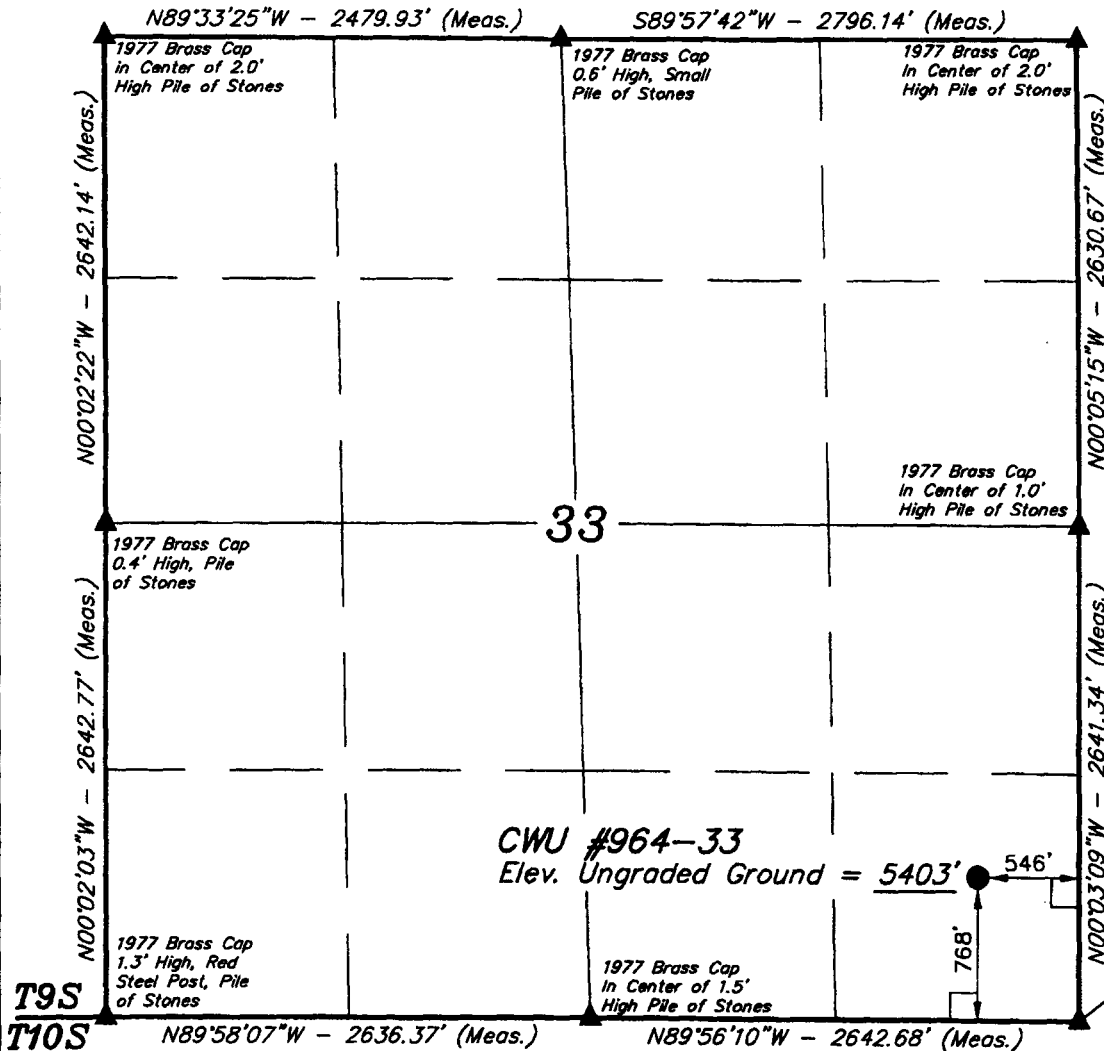 N89°33'25"W - 2479.93' (Meas.)
S89°57'42"W - 2796.14' (Meas.)
1977 Brass Cap
in Center of 2.0'
High Pile of Stones
1977 Brass Cap
0.6' High, Small
Pile of Stones
1977 Brass Cap
In Center of 2.0'
High Pile of Stones
N00°02'22"W - 2642.14' (Meas.)
N00°05'15"W - 2630.67' (Meas.)
1977 Brass Cap
In Center of 1.0'
High Pile of Stones
33
1977 Brass Cap
0.4' High, Pile
of Stones
N00°02'03"W - 2642.77' (Meas.)
N00°03'09"W - 2641.34' (Meas.)
CWU #964-33
Elev. Ungraded Ground = 5403'
546'
768'
1977 Brass Cap
1.3' High, Red
Steel Post, Pile
of Stones
1977 Brass Cap
In Center of 1.5'
High Pile of Stones
T9S
T10S
N89°58'07"W - 2636.37' (Meas.)
N89°56'10"W - 2642.68' (Meas.)